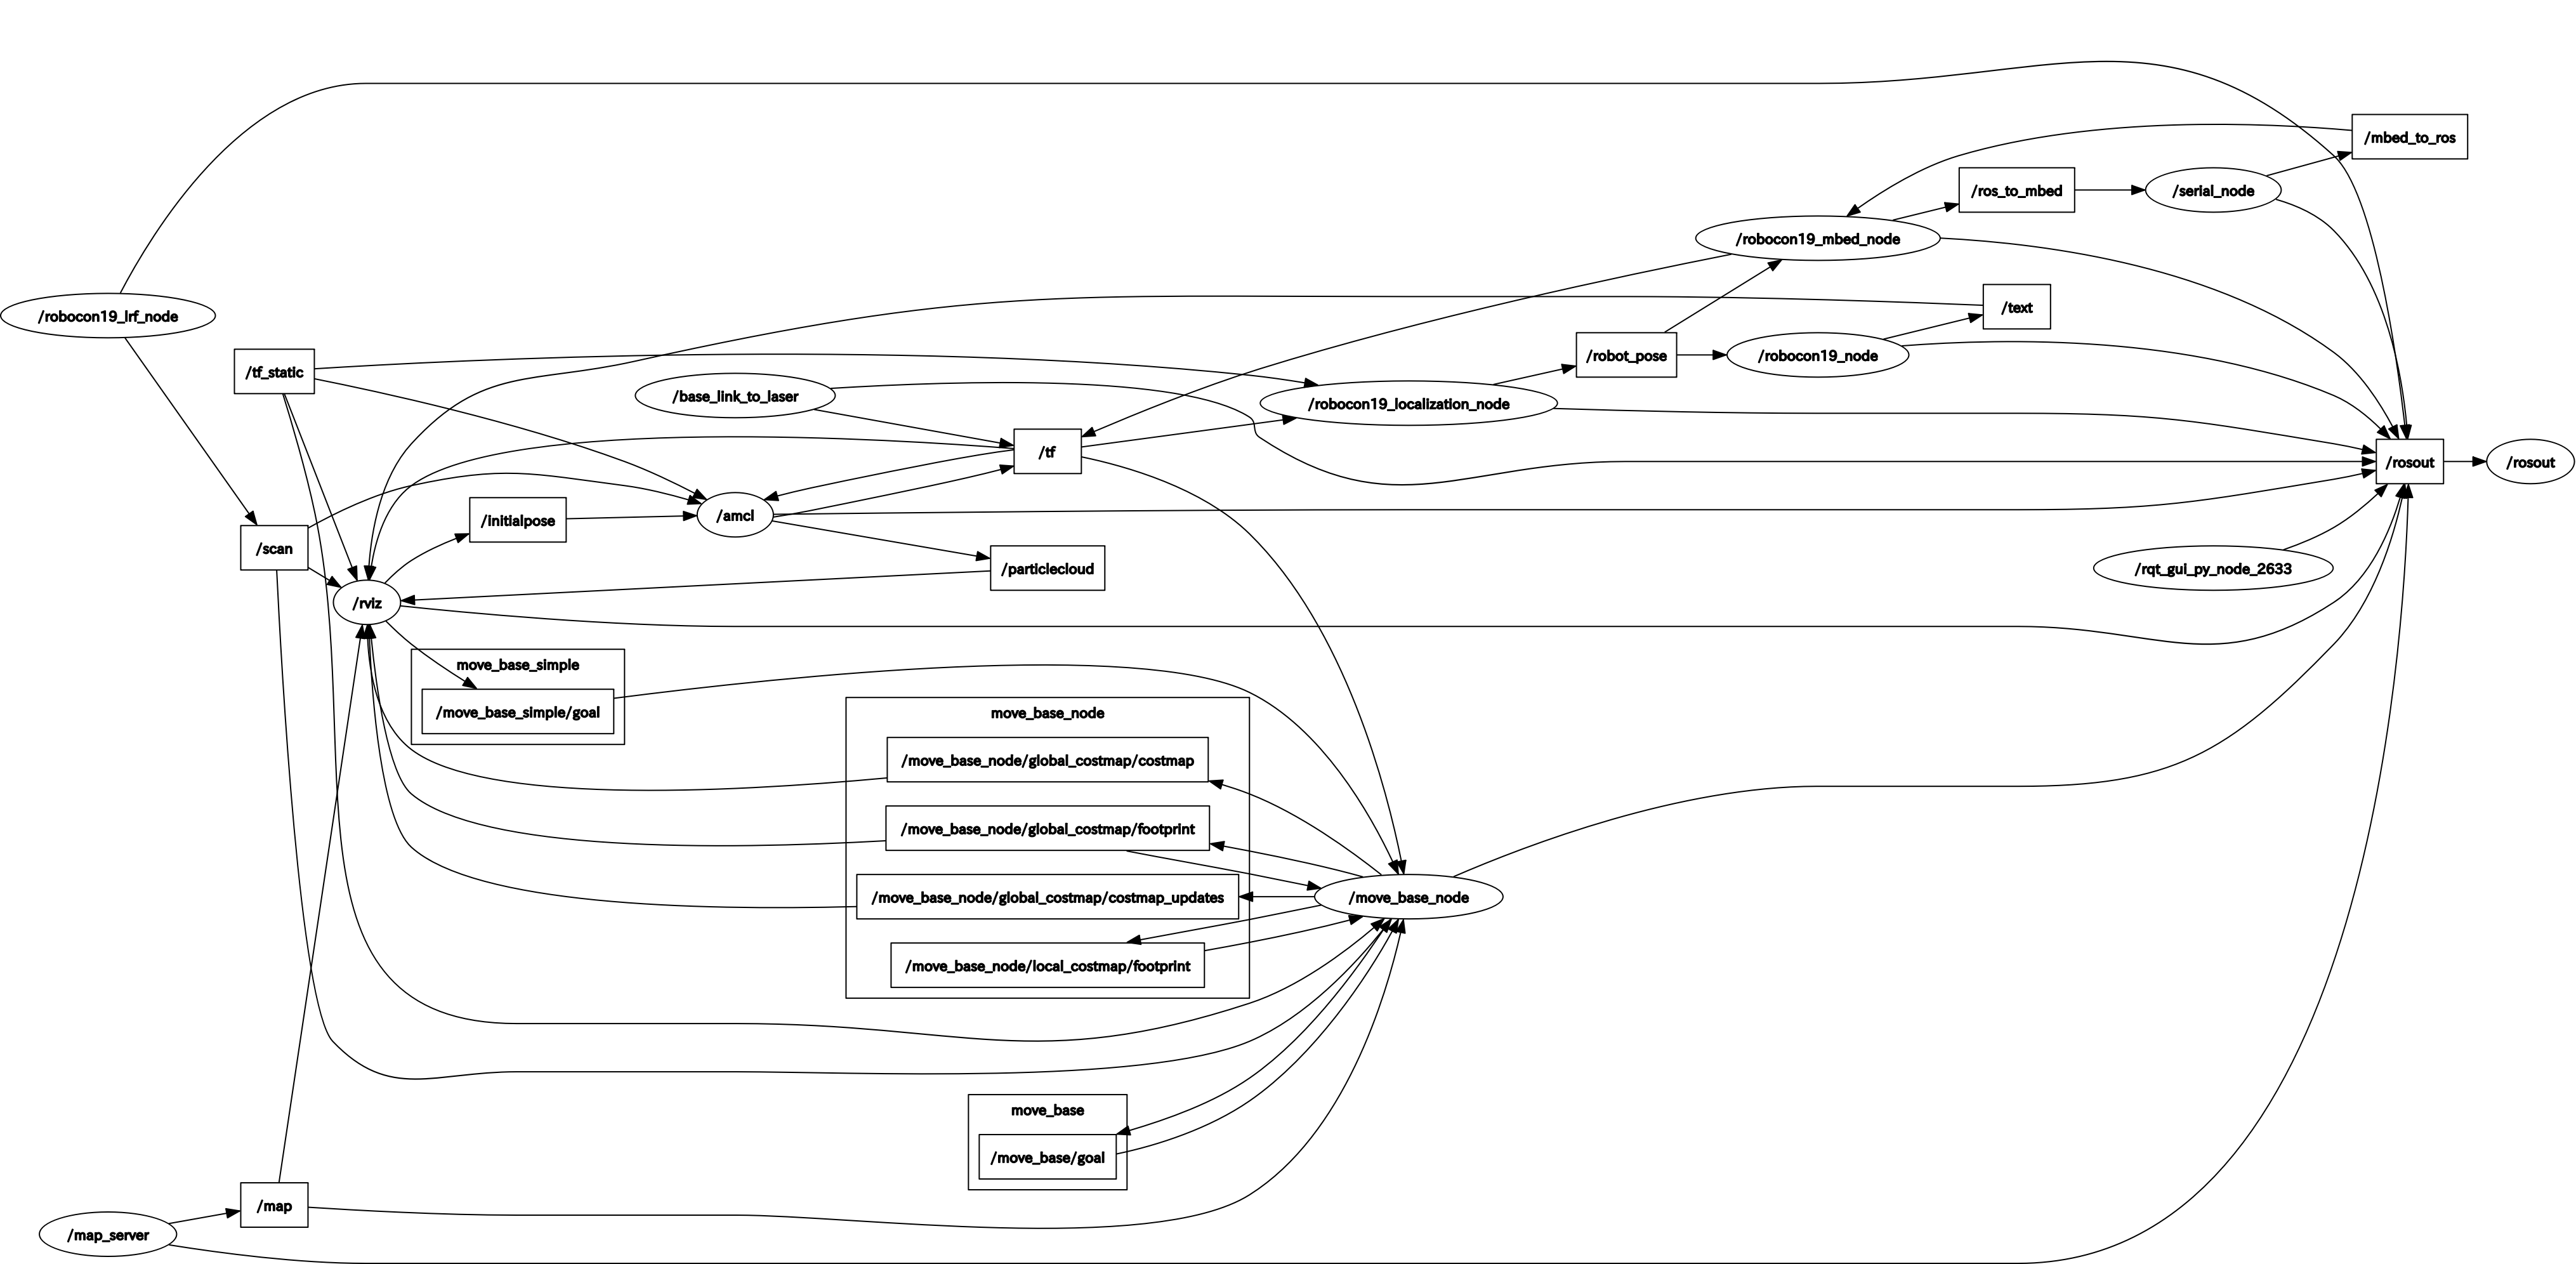 /mbed_to_ros
/ros_to_mbed
/serial_node
/robocon19_mbed_node
/text
/robocon19_lrf_node
/robot_pose
/robocon19_node
/tf_static
/base_link_to_laser
/robocon19_localization_node
/tf
/rosout
/rosout
/initialpose
/amcl
/scan
/particlecloud
/rqt_gui_py_node_2633
/rviz
move_base_simple
/move_base_simple/goal
move_base_node
/move_base_node/global_costmap/costmap
/move_base_node/global_costmap/footprint
/move_base_node/global_costmap/costmap_updates
/move_base_node
/move_base_node/local_costmap/footprint
move_base
/move_base/goal
/map
/map_server